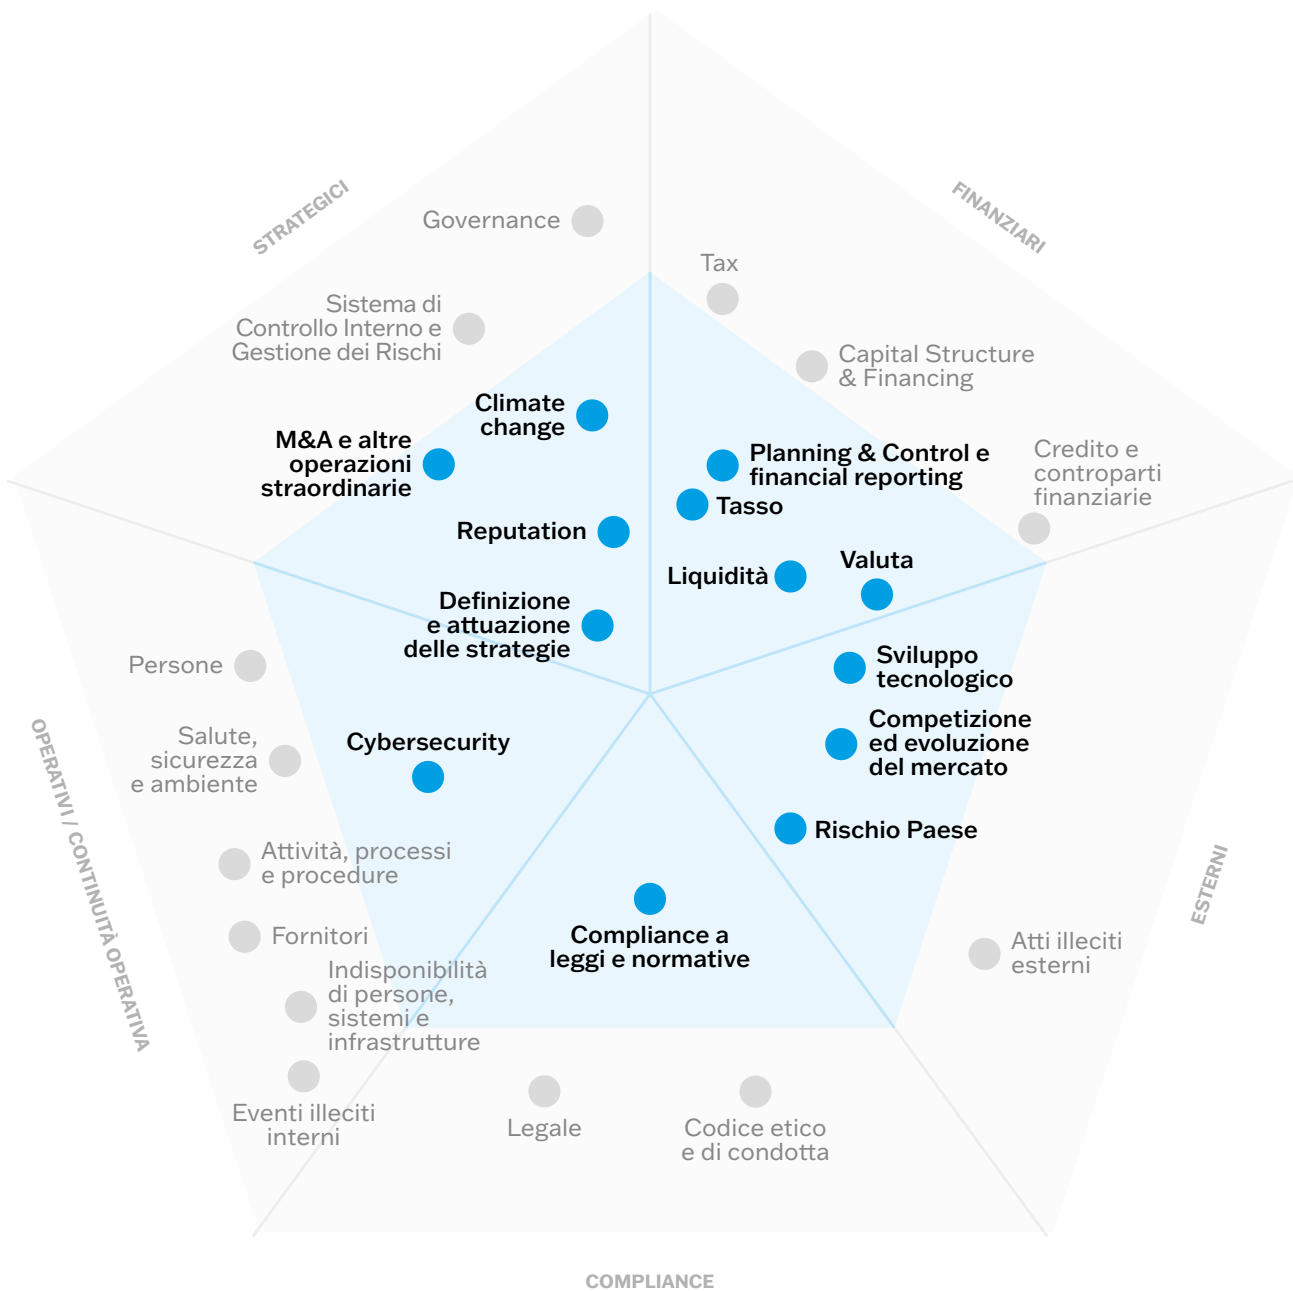 STRATEGICI
Governance
Sistema di
Controllo Interno e
Gestione dei Rischi
Climate
change
M&A e altre
operazioni
straordinarie
Reputation
Definizione
e attuazione
delle strategie
FINANZIARI
Tax
Capital Structure
& Financing
Planning & Control e
financial reporting
Credito e
controparti
finanziarie
Tasso
Liquidità
Valuta
Sviluppo
tecnologico
Competizione
ed evoluzione
del mercato
Rischio Paese
ESTERNI
Atti illeciti
esterni
Persone
Salute,
sicurezza
e ambiente
Cybersecurity
OPERATIVI / CONTINUITÀ OPERATIVA
Attività, processi
e procedure
Fornitori
Indisponibilità
di persone,
sistemi e
infrastrutture
Eventi illeciti
interni
Compliance a
leggi e normative
Legale
Codice etico
e di condotta
COMPLIANCE